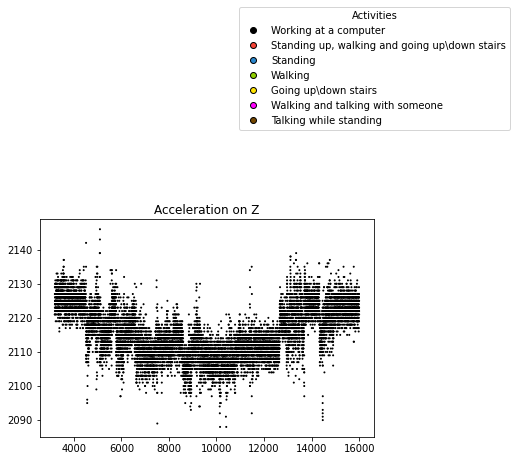 Activities
Working at a computer
Standing up, walking and going up\down stairs
Standing
Walking
Going up\down stairs
Walking and talking with someone
Talking while standing
Acceleration on Z
2140
2130
2120
2110
2100
2090
4000 6000 8000 10000 12000 14000 16000